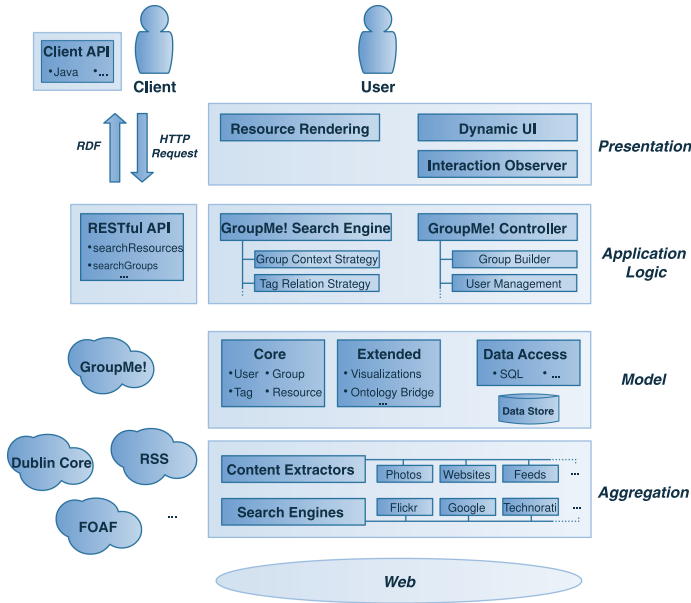 Client API
•Java •...
Client
User
RDF
HTTP
Request
Resource Rendering
Dynamic UI
Interaction Observer
Presentation
RESTful API
•searchResources
•searchGroups
...
GroupMe! Search Engine
Group Context Strategy
Tag Relation Strategy
GroupMe! Controller
Group Builder
User Management
Application
Logic
GroupMe!
Core
•User •Group
•Tag •Resource
Extended
•Visualizations
•Ontology Bridge
...
Data Access
•SQL •...
Data Store
Model
Dublin Core
RSS
FOAF
...
Content Extractors
Photos
Websites
Feeds
...
Search Engines
Flickr
Google
Technorati
...
Aggregation
Web